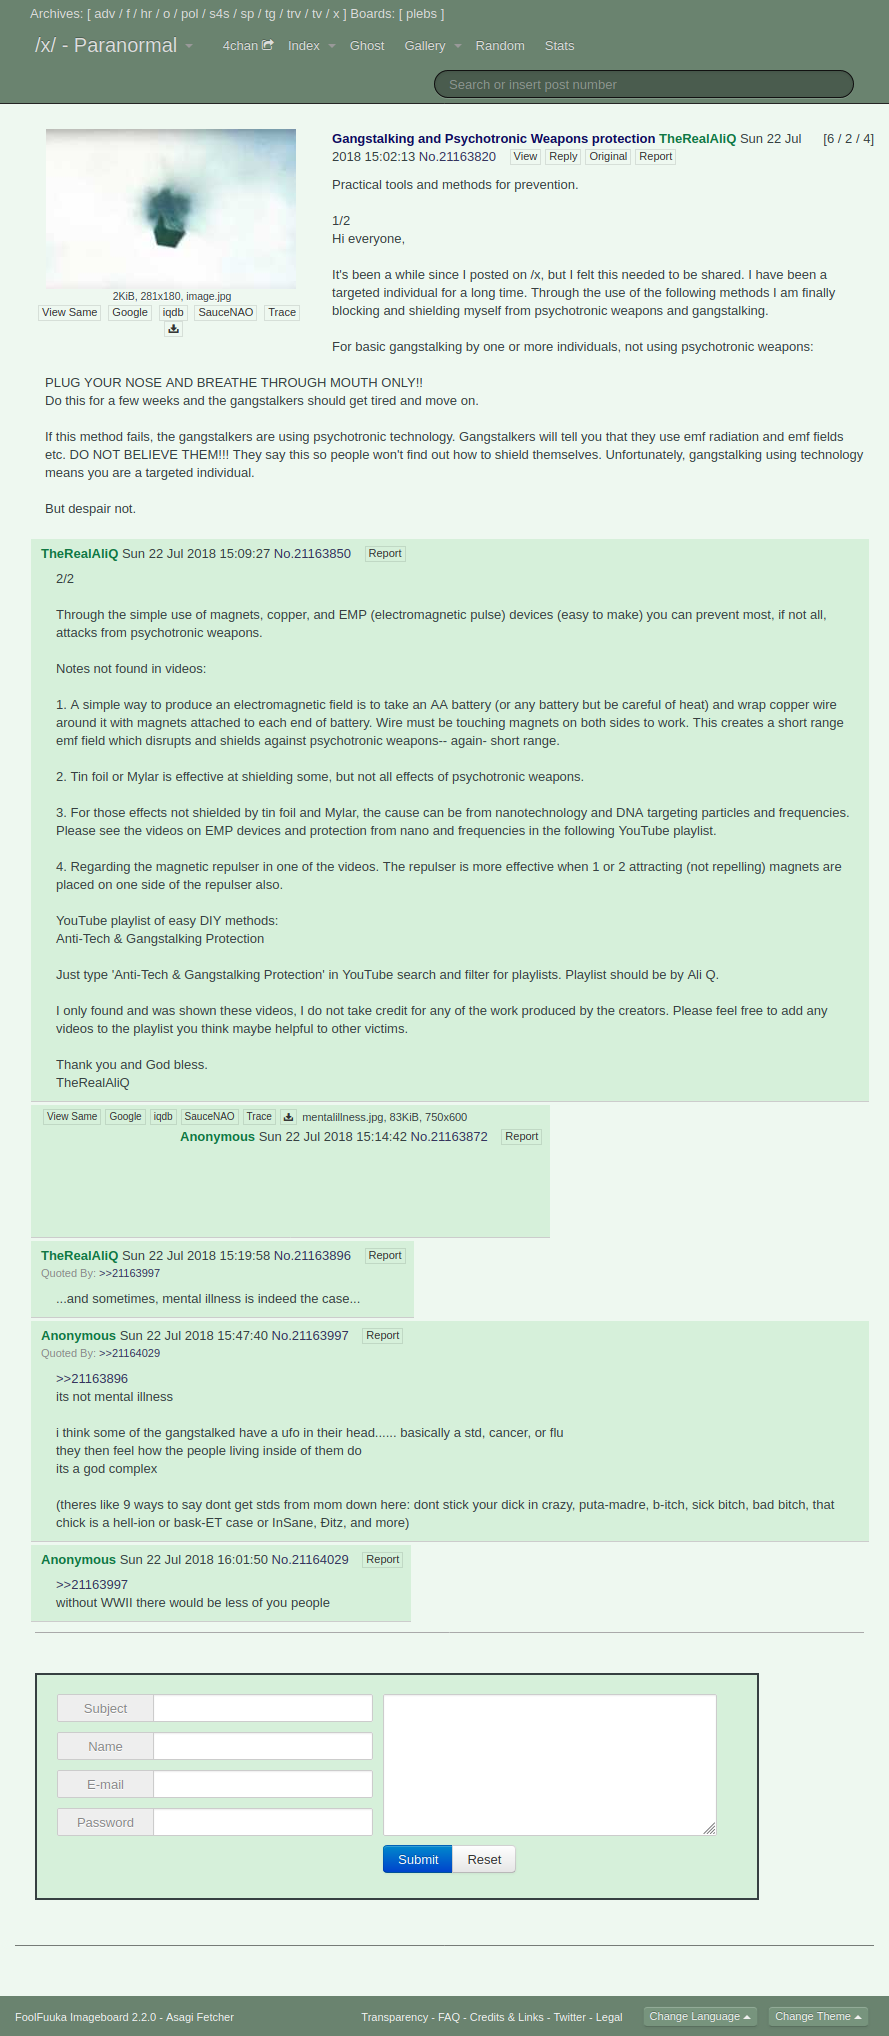 Archives: [ adv / f / hr / o / pol / s4s / sp / tg / trv / tv / x ] Boards: [ plebs ]
/x/ - Paranormal 4chan Index Ghost Gallery Random Stats
Search or insert post number
Gangstalking and Psychotronic Weapons protection TheRealAliQ Sun 22 Jul [6 / 2 / 4]
2018 15:02:13 No.21163820 View Reply Original Report
Practical tools and methods for prevention.
1/2
Hi everyone,
It's been a while since I posted on /x, but I felt this needed to be shared. I have been a
targeted individual for a long time. Through the use of the following methods I am finally
blocking and shielding myself from psychotronic weapons and gangstalking.
2KiB, 281x180, image.jpg
View Same Google iqdb SauceNAO Trace
For basic gangstalking by one or more individuals, not using psychotronic weapons:
PLUG YOUR NOSE AND BREATHE THROUGH MOUTH ONLY!!
Do this for a few weeks and the gangstalkers should get tired and move on.
If this method fails, the gangstalkers are using psychotronic technology. Gangstalkers will tell you that they use emf radiation and emf fields
etc. DO NOT BELIEVE THEM!!! They say this so people won't find out how to shield themselves. Unfortunately, gangstalking using technology
means you are a targeted individual.
But despair not.
TheRealAliQ Sun 22 Jul 2018 15:09:27 No.21163850 Report
2/2
Through the simple use of magnets, copper, and EMP (electromagnetic pulse) devices (easy to make) you can prevent most, if not all,
attacks from psychotronic weapons.
Notes not found in videos:
1. A simple way to produce an electromagnetic field is to take an AA battery (or any battery but be careful of heat) and wrap copper wire
around it with magnets attached to each end of battery. Wire must be touching magnets on both sides to work. This creates a short range
emf field which disrupts and shields against psychotronic weapons-- again- short range.
2. Tin foil or Mylar is effective at shielding some, but not all effects of psychotronic weapons.
3. For those effects not shielded by tin foil and Mylar, the cause can be from nanotechnology and DNA targeting particles and frequencies.
Please see the videos on EMP devices and protection from nano and frequencies in the following YouTube playlist.
4. Regarding the magnetic repulser in one of the videos. The repulser is more effective when 1 or 2 attracting (not repelling) magnets are
placed on one side of the repulser also.
YouTube playlist of easy DIY methods:
Anti-Tech & Gangstalking Protection
Just type 'Anti-Tech & Gangstalking Protection' in YouTube search and filter for playlists. Playlist should be by Ali Q.
I only found and was shown these videos, I do not take credit for any of the work produced by the creators. Please feel free to add any
videos to the playlist you think maybe helpful to other victims.
Thank you and God bless.
TheRealAliQ
View Same Google iqdb SauceNAO Trace mentalillness.jpg, 83KiB, 750x600
Anonymous Sun 22 Jul 2018 15:14:42 No.21163872 Report
TheRealAliQ Sun 22 Jul 2018 15:19:58 No.21163896 Report
Quoted By: >>21163997
...and sometimes, mental illness is indeed the case...
Anonymous Sun 22 Jul 2018 15:47:40 No.21163997 Report
Quoted By: >>21164029
>>21163896
its not mental illness
i think some of the gangstalked have a ufo in their head...... basically a std, cancer, or flu
they then feel how the people living inside of them do
its a god complex
(theres like 9 ways to say dont get stds from mom down here: dont stick your dick in crazy, puta-madre, b-itch, sick bitch, bad bitch, that
chick is a hell-ion or bask-ET case or InSane, Ðitz, and more)
Anonymous Sun 22 Jul 2018 16:01:50 No.21164029 Report
>>21163997
without WWII there would be less of you people
Subject
Name
E-mail
Password
Submit Reset
FoolFuuka Imageboard 2.2.0 - Asagi Fetcher Transparency - FAQ - Credits & Links - Twitter - Legal Change Language Change Theme